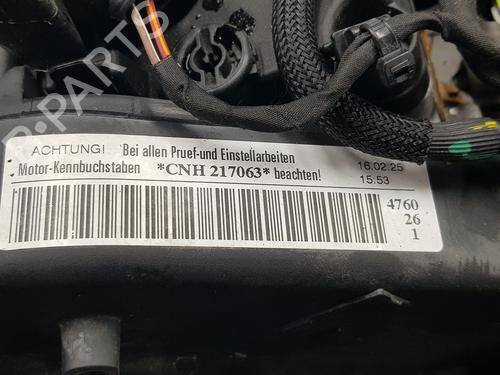 ACHTUNG! Bei allen Pruef-und Einstellarbeiten
Motor-Kennbuchstaben *CNH 217063* beachten!
16.02.25
15:53
4760
26
1